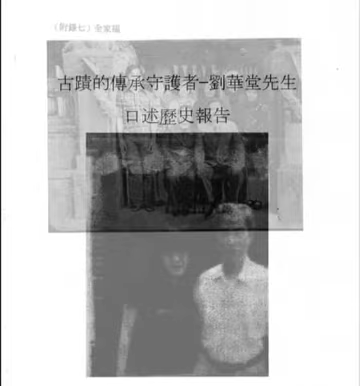 （附錄七）全家福
古蹟的傳承守護者–劉華堂先生
口述歷史報告